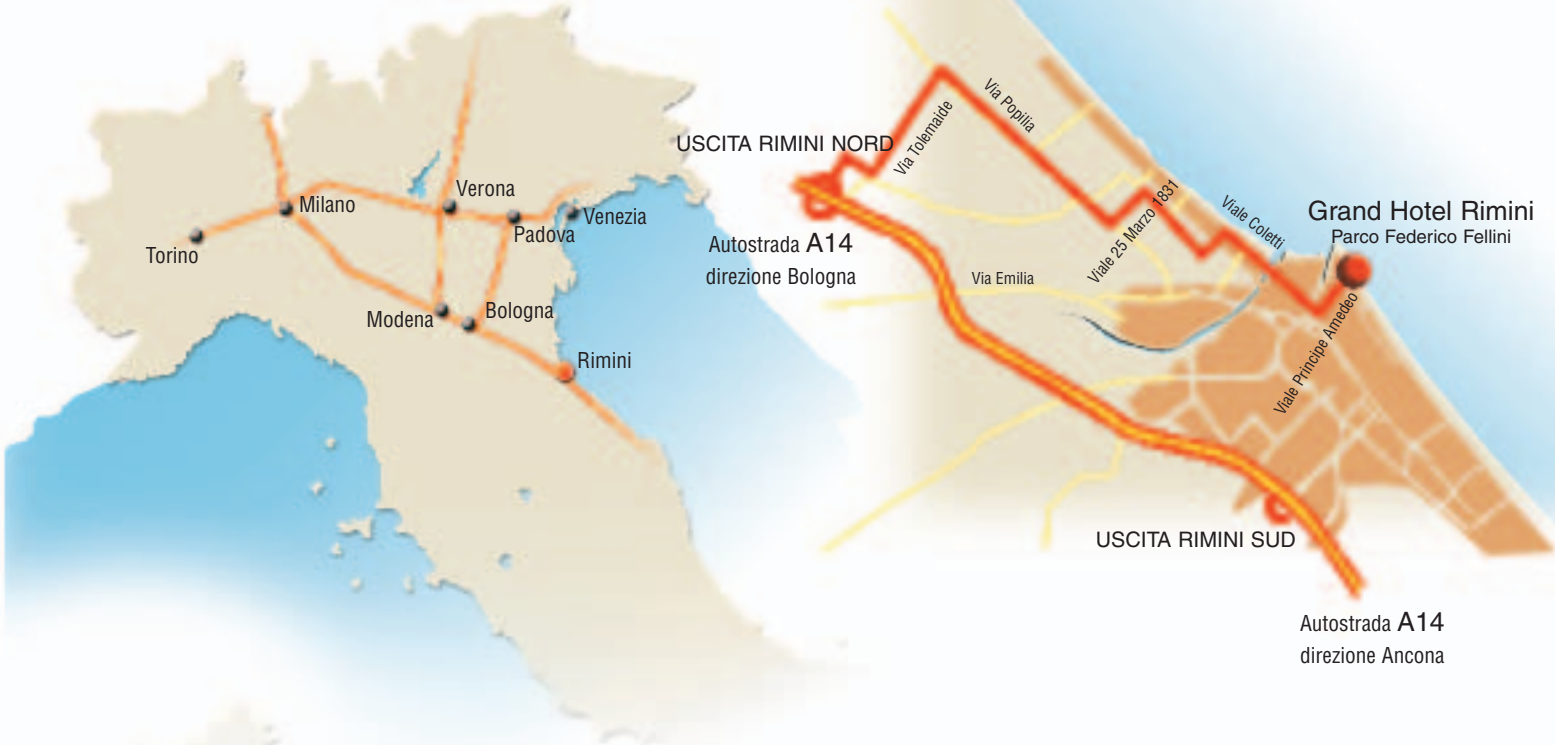 Milano
Torino
Verona
Padova
Venezia
Modena
Bologna
Rimini
USCITA RIMINI NORD
Via Tolemaide
Via Popilia
Autostrada A14
direzione Bologna
Via Emilia
Viale 25 Marzo 1831
Viale Coletti
Grand Hotel Rimini
Parco Federico Fellini
Viale Principe Amedeo
USCITA RIMINI SUD
Autostrada A14
direzione Ancona